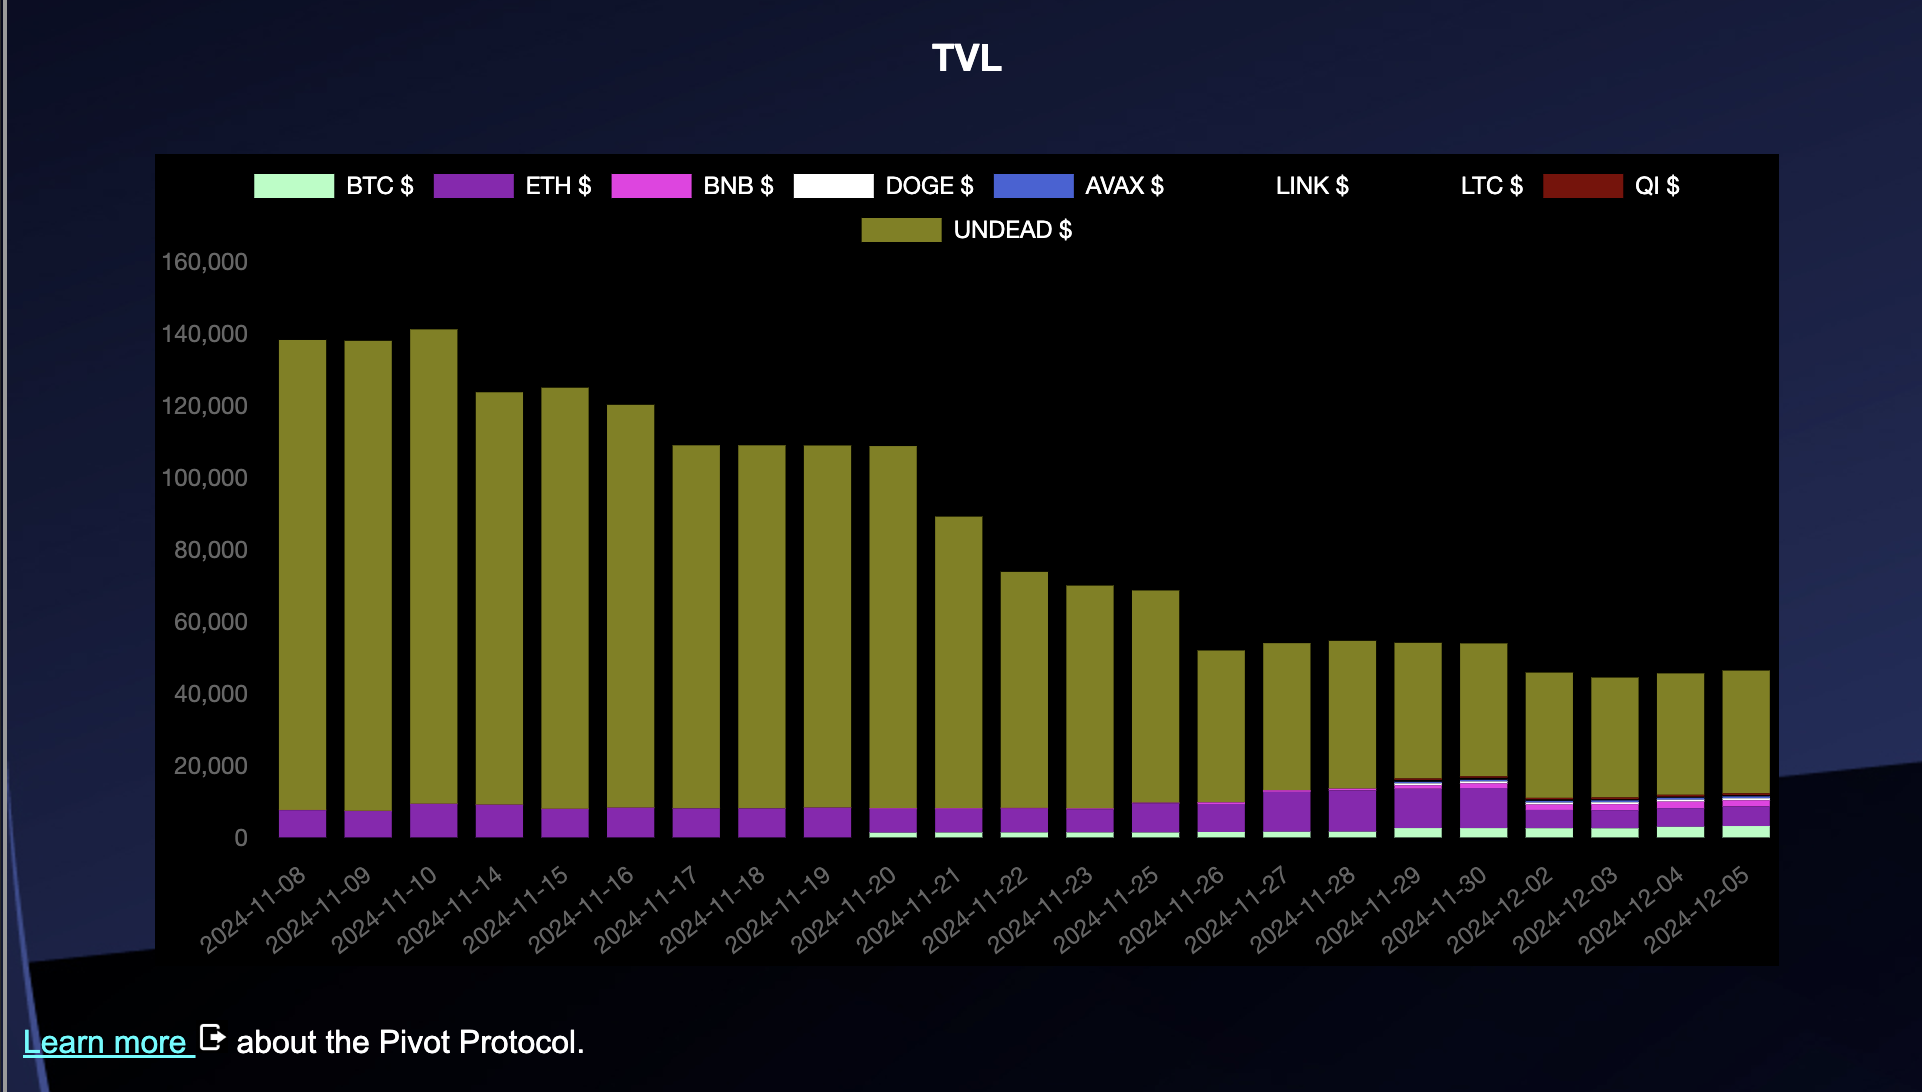 TVL
BTC $ ETH $ BNB $ DOGE $ AVAX $ LINK $ LTC $ QI $
UNDEAD $
160,000
140,000
120,000
100,000
80,000
60,000
40,000
20,000
0
2024-11-08 2024-11-09 2024-11-10 2024-11-14 2024-11-15 2024-11-16 2024-11-17 2024-11-18 2024-11-19 2024-11-20 2024-11-21 2024-11-22 2024-11-23 2024-11-25 2024-11-26 2024-11-27 2024-11-28 2024-11-29 2024-11-30 2024-12-02 2024-12-03 2024-12-04 2024-12-05
Learn more about the Pivot Protocol.